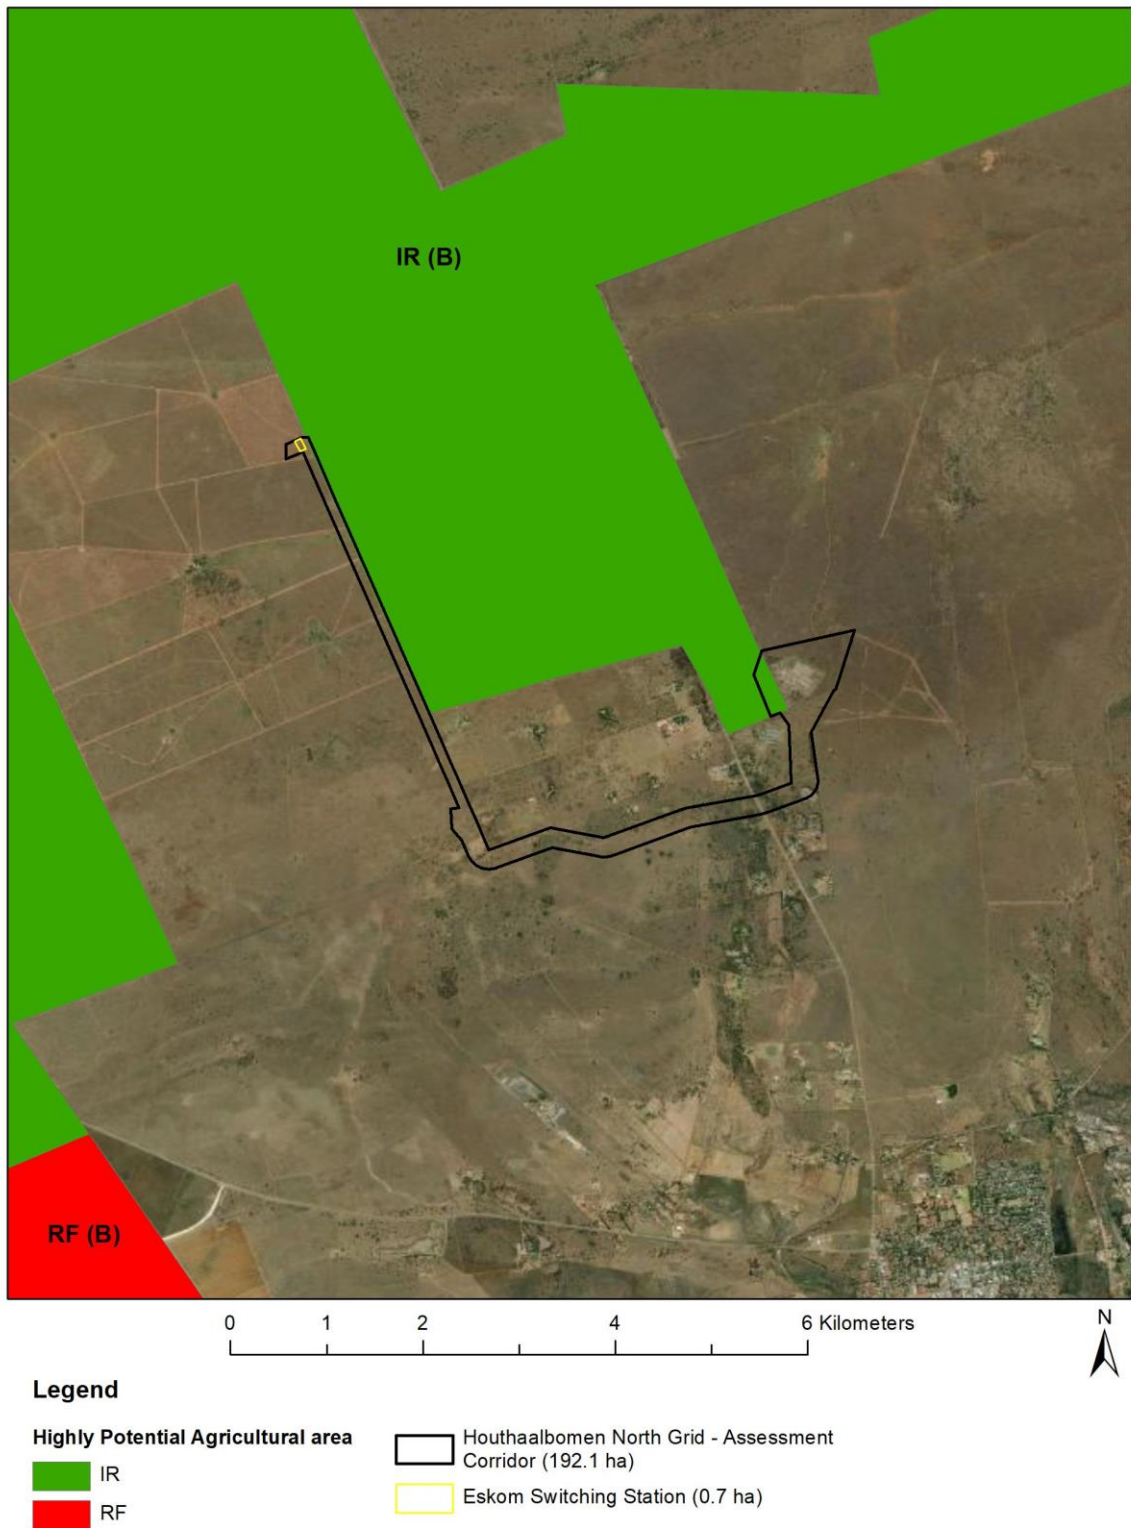 IR (B)
RF (B)
0 1 2 4 6 Kilometers
N
Legend
Highly Potential Agricultural area
IR
RF
Houthaalbomen North Grid - Assessment
Corridor (192.1 ha)
Eskom Switching Station (0.7 ha)